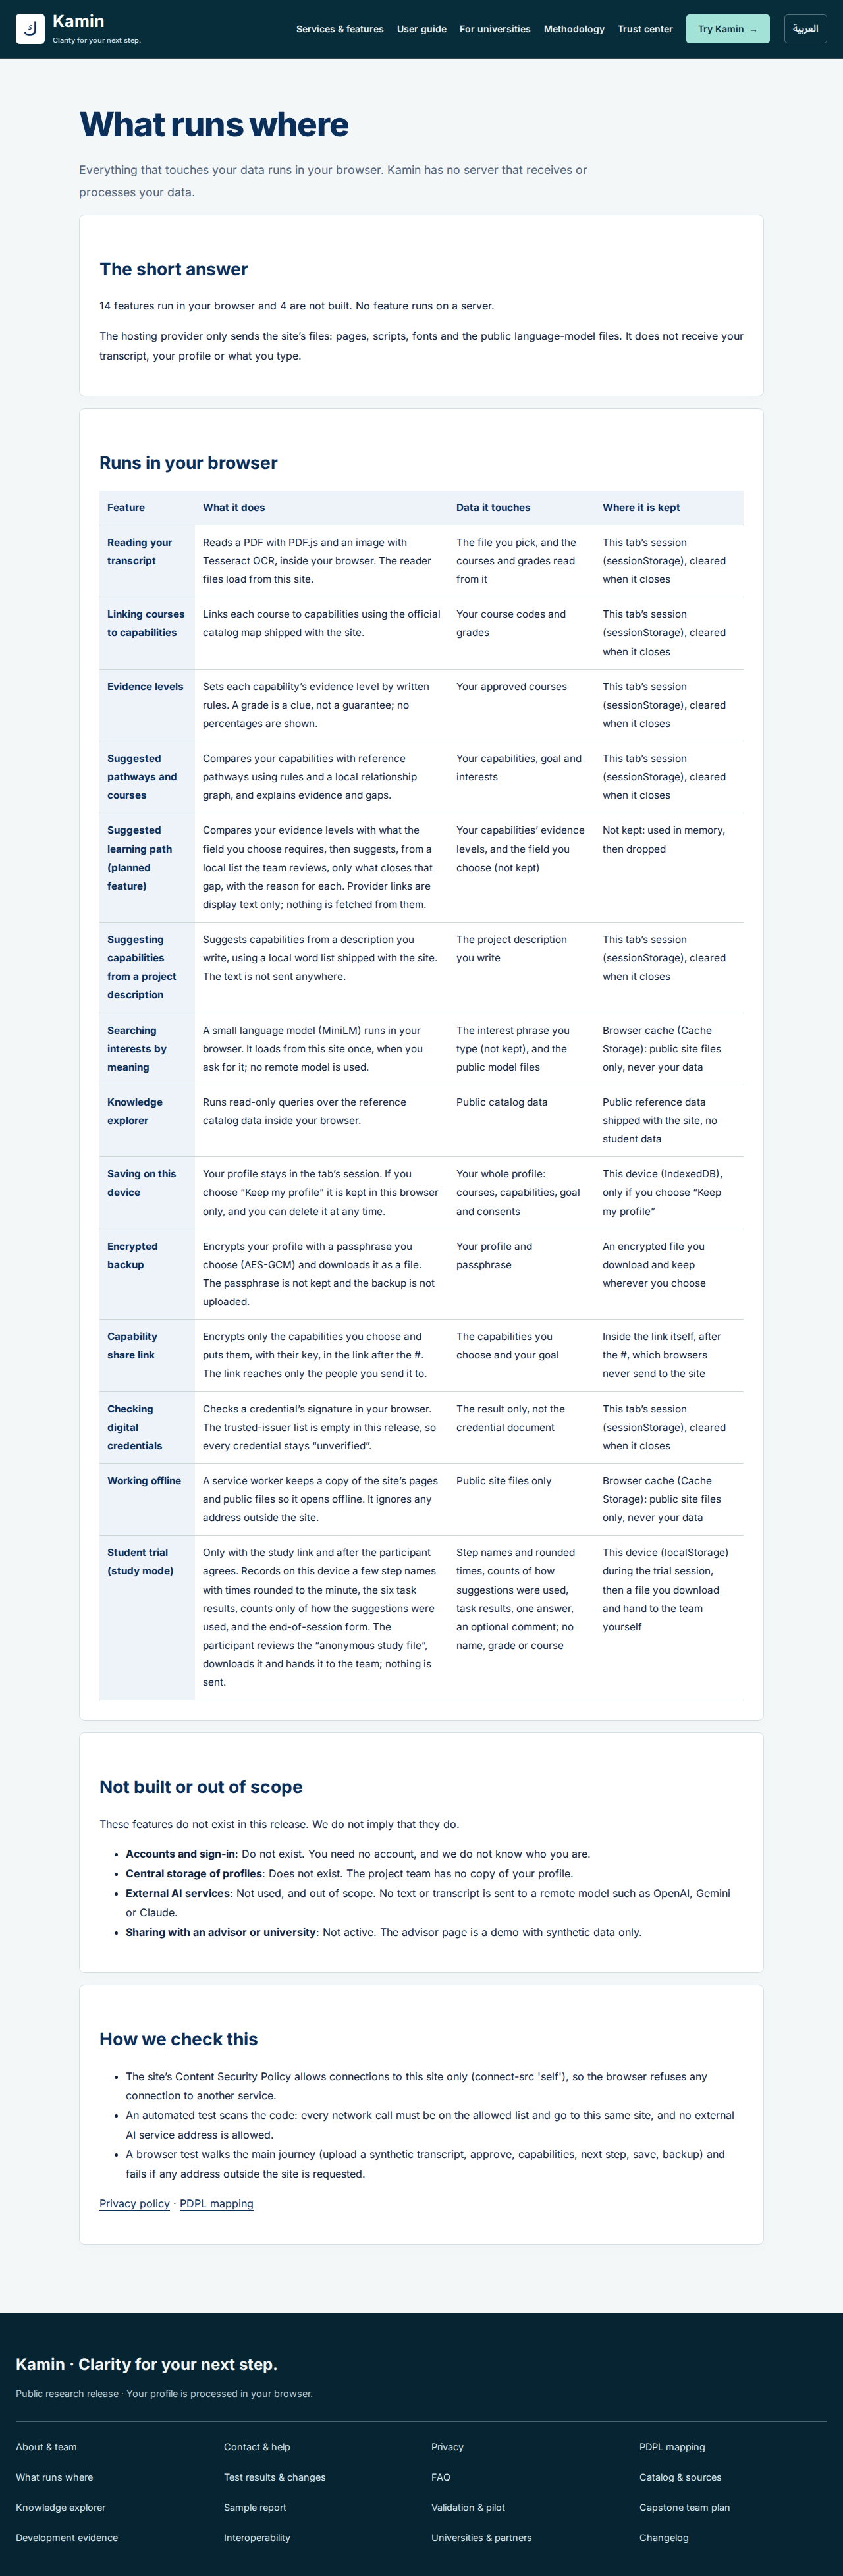 ك
Kamin
Clarity for your next step.
Services & features
User guide
For universities
Methodology
Trust center
Try Kamin →
العربية
What runs where
Everything that touches your data runs in your browser. Kamin has no server that receives or
processes your data.
The short answer
14 features run in your browser and 4 are not built. No feature runs on a server.
The hosting provider only sends the site’s files: pages, scripts, fonts and the public language-model files. It does not receive your
transcript, your profile or what you type.
Runs in your browser
Feature
What it does
Data it touches
Where it is kept
Reading your
transcript
Reads a PDF with PDF.js and an image with
Tesseract OCR, inside your browser. The reader
files load from this site.
The file you pick, and the
courses and grades read
from it
This tab’s session
(sessionStorage), cleared
when it closes
Linking courses
to capabilities
Links each course to capabilities using the official
catalog map shipped with the site.
Your course codes and
grades
This tab’s session
(sessionStorage), cleared
when it closes
Evidence levels
Sets each capability’s evidence level by written
rules. A grade is a clue, not a guarantee; no
percentages are shown.
Your approved courses
This tab’s session
(sessionStorage), cleared
when it closes
Suggested
pathways and
courses
Compares your capabilities with reference
pathways using rules and a local relationship
graph, and explains evidence and gaps.
Your capabilities, goal and
interests
This tab’s session
(sessionStorage), cleared
when it closes
Suggested
learning path
(planned
feature)
Compares your evidence levels with what the
field you choose requires, then suggests, from a
local list the team reviews, only what closes that
gap, with the reason for each. Provider links are
display text only; nothing is fetched from them.
Your capabilities’ evidence
levels, and the field you
choose (not kept)
Not kept: used in memory,
then dropped
Suggesting
capabilities
from a project
description
Suggests capabilities from a description you
write, using a local word list shipped with the site.
The text is not sent anywhere.
The project description
you write
This tab’s session
(sessionStorage), cleared
when it closes
Searching
interests by
meaning
A small language model (MiniLM) runs in your
browser. It loads from this site once, when you
ask for it; no remote model is used.
The interest phrase you
type (not kept), and the
public model files
Browser cache (Cache
Storage): public site files
only, never your data
Knowledge
explorer
Runs read-only queries over the reference
catalog data inside your browser.
Public catalog data
Public reference data
shipped with the site, no
student data
Saving on this
device
Your profile stays in the tab’s session. If you
choose “Keep my profile” it is kept in this browser
only, and you can delete it at any time.
Your whole profile:
courses, capabilities, goal
and consents
This device (IndexedDB),
only if you choose “Keep
my profile”
Encrypted
backup
Encrypts your profile with a passphrase you
choose (AES-GCM) and downloads it as a file.
The passphrase is not kept and the backup is not
uploaded.
Your profile and
passphrase
An encrypted file you
download and keep
wherever you choose
Capability
share link
Encrypts only the capabilities you choose and
puts them, with their key, in the link after the #.
The link reaches only the people you send it to.
The capabilities you
choose and your goal
Inside the link itself, after
the #, which browsers
never send to the site
Checking
digital
credentials
Checks a credential’s signature in your browser.
The trusted-issuer list is empty in this release, so
every credential stays “unverified”.
The result only, not the
credential document
This tab’s session
(sessionStorage), cleared
when it closes
Working offline
A service worker keeps a copy of the site’s pages
and public files so it opens offline. It ignores any
address outside the site.
Public site files only
Browser cache (Cache
Storage): public site files
only, never your data
Student trial
(study mode)
Only with the study link and after the participant
agrees. Records on this device a few step names
with times rounded to the minute, the six task
results, counts only of how the suggestions were
used, and the end-of-session form. The
participant reviews the “anonymous study file”,
downloads it and hands it to the team; nothing is
sent.
Step names and rounded
times, counts of how
suggestions were used,
task results, one answer,
an optional comment; no
name, grade or course
This device (localStorage)
during the trial session,
then a file you download
and hand to the team
yourself
Not built or out of scope
These features do not exist in this release. We do not imply that they do.
• Accounts and sign-in: Do not exist. You need no account, and we do not know who you are.
• Central storage of profiles: Does not exist. The project team has no copy of your profile.
• External AI services: Not used, and out of scope. No text or transcript is sent to a remote model such as OpenAI, Gemini
or Claude.
• Sharing with an advisor or university: Not active. The advisor page is a demo with synthetic data only.
How we check this
• The site’s Content Security Policy allows connections to this site only (connect-src 'self'), so the browser refuses any
connection to another service.
• An automated test scans the code: every network call must be on the allowed list and go to this same site, and no external
AI service address is allowed.
• A browser test walks the main journey (upload a synthetic transcript, approve, capabilities, next step, save, backup) and
fails if any address outside the site is requested.
Privacy policy · PDPL mapping
Kamin · Clarity for your next step.
Public research release · Your profile is processed in your browser.
About & team
Contact & help
Privacy
PDPL mapping
What runs where
Test results & changes
FAQ
Catalog & sources
Knowledge explorer
Sample report
Validation & pilot
Capstone team plan
Development evidence
Interoperability
Universities & partners
Changelog